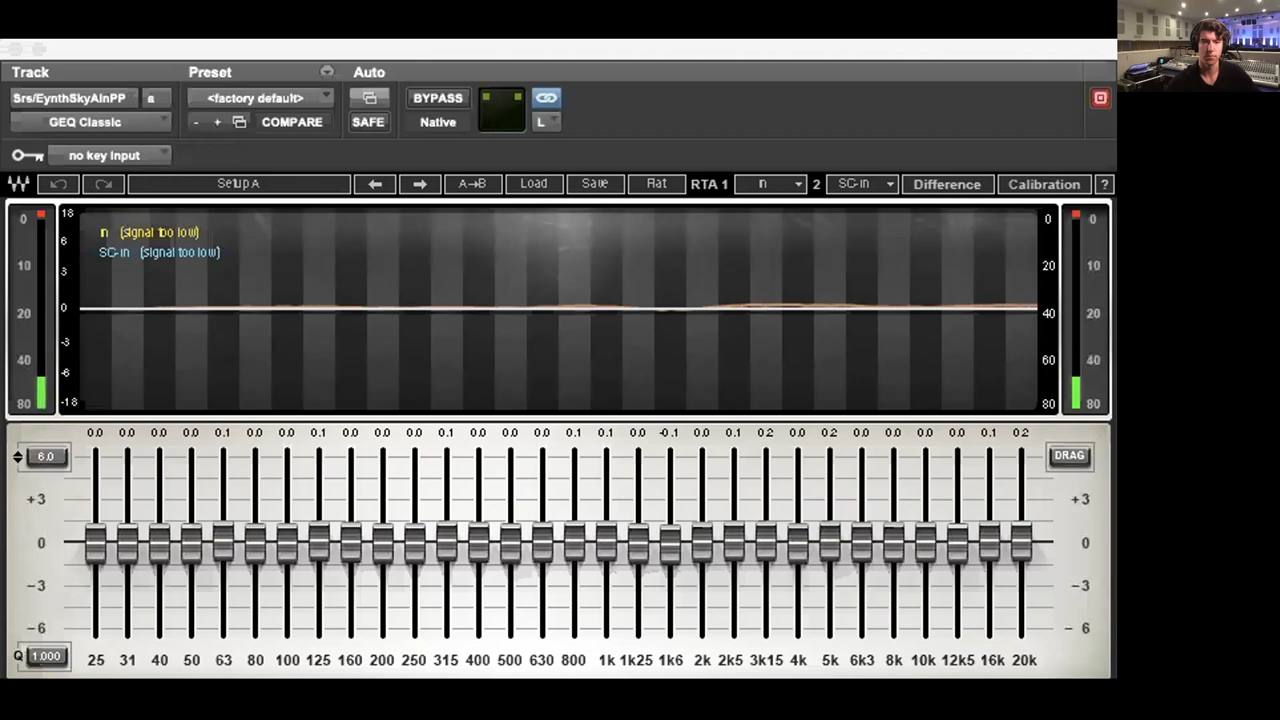 Track Preset Auto
Srs/EynthSkyAInPP a <factory default> BYPASS
GEQ Classic - + COMPARE SAFE Native L
no key input
Setup A A→B Load Save Flat RTA 1 In 2 SC-in Difference Calibration ?
0 18 0 0
In (signal too low)
SC-in (signal too low)
10 6 20 10
3
20 0 40 20
-3
40 -6 60 40
80 -18 80 80
0.0 0.0 0.0 0.0 0.1 0.0 0.0 0.1 0.0 0.0 0.0 0.1 0.0 0.0 0.0 0.1 0.1 0.0 -0.1 0.0 0.1 0.2 0.0 0.2 0.0 0.0 0.0 0.0 0.1 0.2
6.0 DRAG
+3 +3
0 0
-3 -3
-6 -6
Q 1.000 25 31 40 50 63 80 100 125 160 200 250 315 400 500 630 800 1k 1k25 1k6 2k 2k5 3k15 4k 5k 6k3 8k 10k 12k5 16k 20k